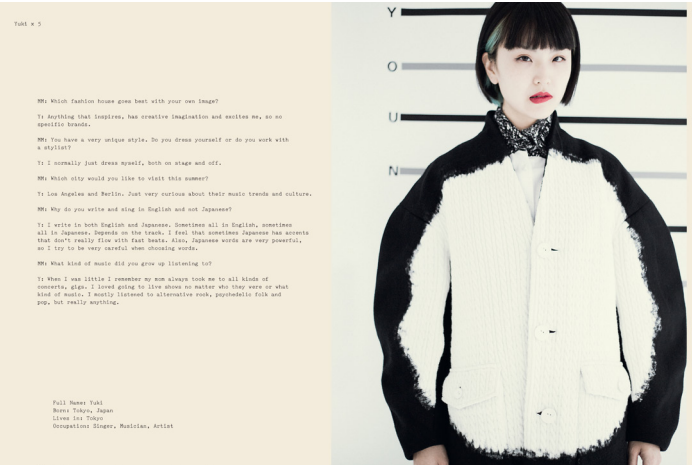 Yuki x 5
MM: Which fashion house goes best with your own image?
Y: Anything that inspires, has creative imagination and excites me, so no
specific brands.
MM: You have a very unique style. Do you dress yourself or do you work with
a stylist?
Y: I normally just dress myself, both on stage and off.
MM: Which city would you like to visit this summer?
Y: Los Angeles and Berlin. Just very curious about their music trends and culture.
MM: Why do you write and sing in English and not Japanese?
Y: I write in both English and Japanese. Sometimes all in English, sometimes
all in Japanese. Depends on the track. I feel that sometimes Japanese has accents
that don't really flow with fast beats. Also, Japanese words are very powerful,
so I try to be very careful when choosing words.
MM: What kind of music did you grow up listening to?
Y: When I was little I remember my mom always took me to all kinds of
concerts, gigs. I loved going to live shows no matter who they were or what
kind of music. I mostly listened to alternative rock, psychedelic folk and
pop, but really anything.
Full Name: Yuki
Born: Tokyo, Japan
Lives in: Tokyo
Occupation: Singer, Musician, Artist
Y
O
U
N